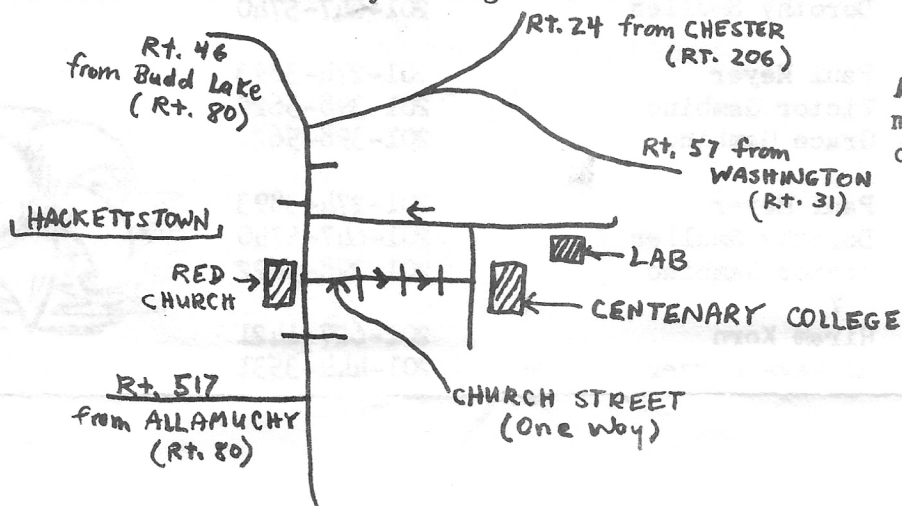 Rt. 24 from CHESTER
(RT. 206)
Rt. 46
from Budd Lake
(Rt. 80)
Rt. 57 from
WASHINGTON
(Rt. 31)
HACKETTSTOWN
LAB
RED
CHURCH
CENTENARY COLLEGE
Rt. 517
from ALLAMUCHY
(Rt. 80)
CHURCH STREET
(One Way)